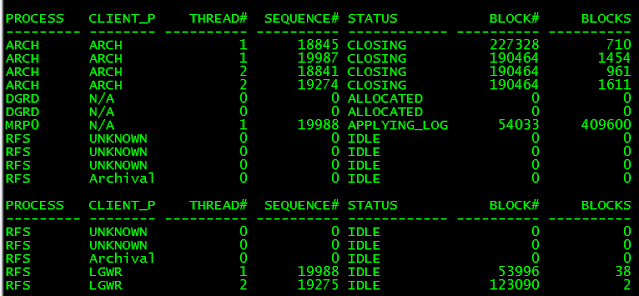 PROCESS   CLIENT_P    THREAD#  SEQUENCE# STATUS           BLOCK#     BLOCKS
--------- -------- ---------- ---------- ------------ ---------- ----------
ARCH      ARCH              1      18845 CLOSING          227328        710
ARCH      ARCH              1      19987 CLOSING          190464       1454
ARCH      ARCH              2      18841 CLOSING          190464        961
ARCH      ARCH              2      19274 CLOSING          190464       1611
DGRD      N/A               0          0 ALLOCATED             0          0
DGRD      N/A               0          0 ALLOCATED             0          0
MRP0      N/A               1      19988 APPLYING_LOG      54033     409600
RFS       UNKNOWN           0          0 IDLE                  0          0
RFS       UNKNOWN           0          0 IDLE                  0          0
RFS       UNKNOWN           0          0 IDLE                  0          0
RFS       Archival          0          0 IDLE                  0          0
PROCESS   CLIENT_P    THREAD#  SEQUENCE# STATUS           BLOCK#     BLOCKS
--------- -------- ---------- ---------- ------------ ---------- ----------
RFS       UNKNOWN           0          0 IDLE                  0          0
RFS       UNKNOWN           0          0 IDLE                  0          0
RFS       Archival          0          0 IDLE                  0          0
RFS       LGWR              1      19988 IDLE              53996         38
RFS       LGWR              2      19275 IDLE             123090          2